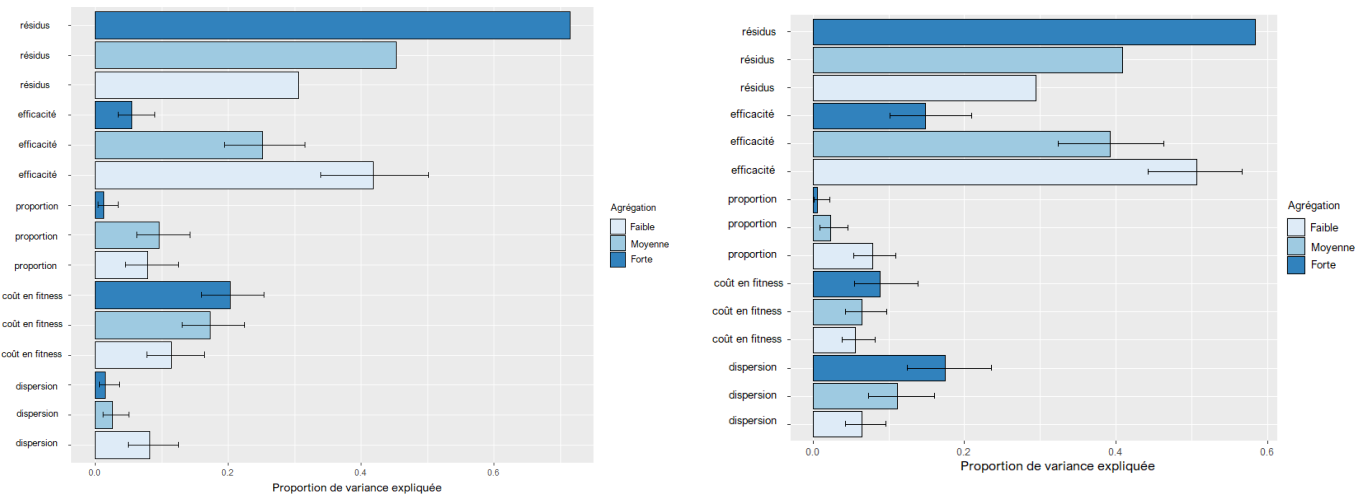 résidus
résidus
résidus
efficacité
efficacité
efficacité
proportion
proportion
proportion
coût en fitness
coût en fitness
coût en fitness
dispersion
dispersion
dispersion
0.0 0.2 0.4 0.6
Proportion de variance expliquée
Agrégation
Faible
Moyenne
Forte
résidus
résidus
résidus
efficacité
efficacité
efficacité
proportion
proportion
proportion
coût en fitness
coût en fitness
coût en fitness
dispersion
dispersion
dispersion
0.0 0.2 0.4 0.6
Proportion de variance expliquée
Agrégation
Faible
Moyenne
Forte